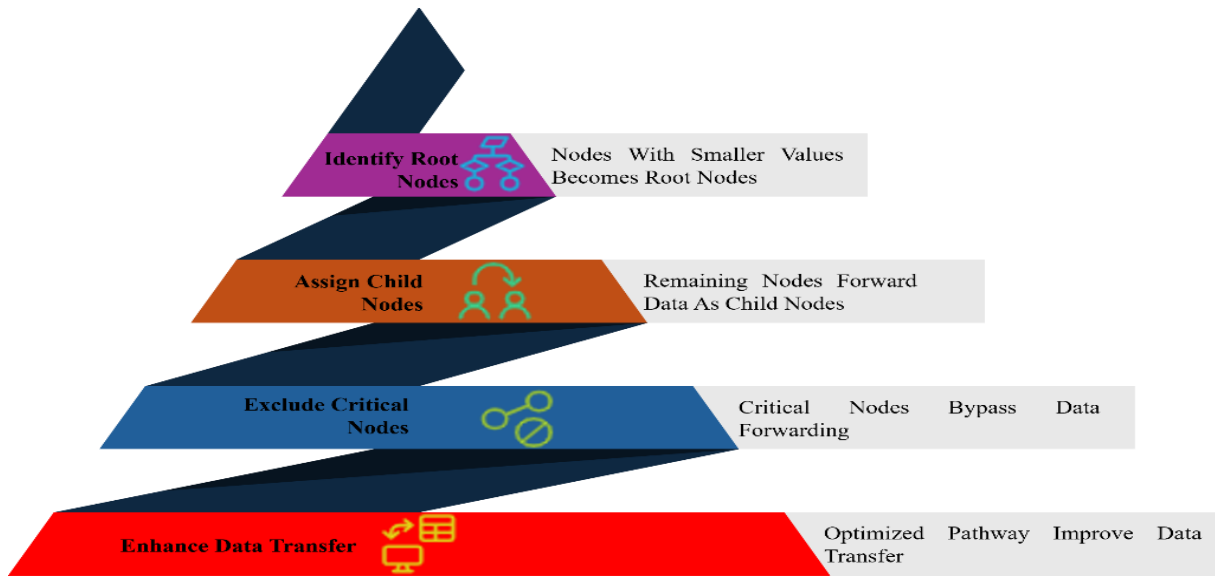 Identify Root
Nodes
Nodes With Smaller Values
Becomes Root Nodes
Assign Child
Nodes
Remaining Nodes Forward
Data As Child Nodes
Exclude Critical
Nodes
Critical Nodes Bypass Data
Forwarding
Enhance Data Transfer
Optimized Pathway Improve Data
Transfer